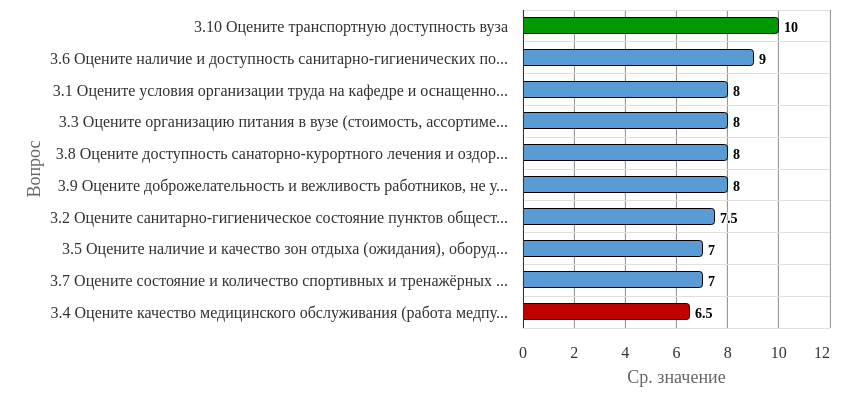 3.10 Оцените транспортную доступность вуза 10
3.6 Оцените наличие и доступность санитарно-гигиенических по... 9
3.1 Оцените условия организации труда на кафедре и оснащенно... 8
3.3 Оцените организацию питания в вузе (стоимость, ассортиме... 8
3.8 Оцените доступность санаторно-курортного лечения и оздор... 8
3.9 Оцените доброжелательность и вежливость работников, не у... 8
3.2 Оцените санитарно-гигиеническое состояние пунктов общест... 7.5
3.5 Оцените наличие и качество зон отдыха (ожидания), оборуд... 7
3.7 Оцените состояние и количество спортивных и тренажёрных ... 7
3.4 Оцените качество медицинского обслуживания (работа медпу... 6.5
Вопрос
0 2 4 6 8 10 12
Ср. значение